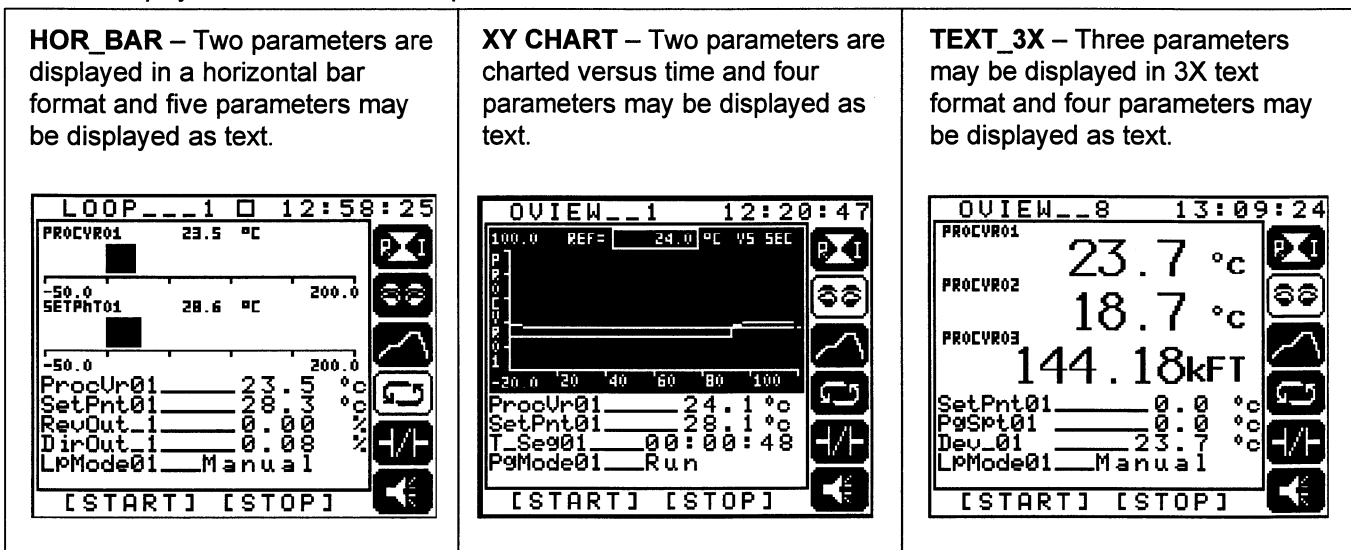 HOR_BAR – Two parameters are
displayed in a horizontal bar
format and five parameters may
be displayed as text.
LOOP___1 12:58:25
PROCVR01 23.5 °C
-50.0 200.0
SETPNT01 28.6 °C
-50.0 200.0
ProcVr01_____23.5 °c
SetPnt01_____28.3 °c
RevOut_1_____0.00 %
DirOut_1_____0.08 %
LpMode01___Manual
[START] [STOP]
XY CHART – Two parameters are
charted versus time and four
parameters may be displayed as
text.
OVIEW__1 12:20:47
100.0 REF= 24.0 °C VS SEC
PROCVR01
-20.0 20 40 60 80 100
ProcVr01_____24.1 °c
SetPnt01_____28.1 °c
T_Seg01___00:00:48
PgMode01___Run
[START] [STOP]
TEXT_3X – Three parameters
may be displayed in 3X text
format and four parameters may
be displayed as text.
OVIEW__8 13:09:24
PROCVR01
23.7 °c
PROCVR02
18.7 °c
PROCVR03
144.18kFT
SetPnt01______0.0 °c
PgSpt01_______0.0 °c
Dev_01_______23.7 °c
LpMode01___Manual
[START] [STOP]
P I
P I
P I